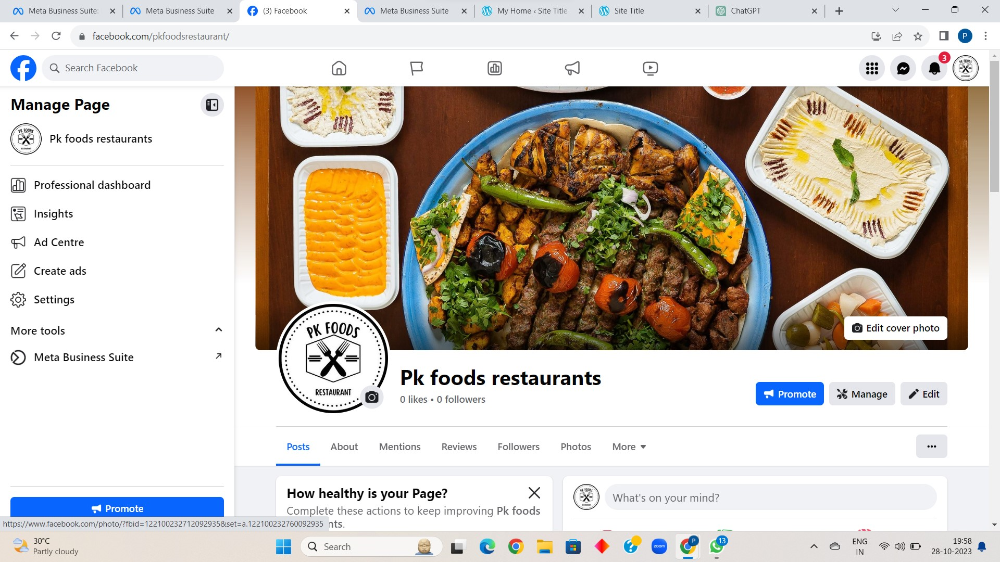 Meta Business Suite:
Meta Business Suite
(3) Facebook
Meta Business Suite
My Home ‹ Site Title
Site Title
ChatGPT
facebook.com/pkfoodsrestaurant/
P
Search Facebook
3
Manage Page
PK FOODS
RESTAURANT
Pk foods restaurants
Professional dashboard
Insights
Ad Centre
Create ads
Settings
More tools
Meta Business Suite
Promote
Edit cover photo
PK FOODS
RESTAURANT
Pk foods restaurants
0 likes • 0 followers
Promote
Manage
Edit
Posts
About
Mentions
Reviews
Followers
Photos
More
How healthy is your Page?
Complete these actions to keep improving Pk foods
nts.
What's on your mind?
https://www.facebook.com/photo/?fbid=122100232712092935&set=a.122100232760092935
30°C
Partly cloudy
Search
zoom
P
13
ENG
IN
19:58
28-10-2023